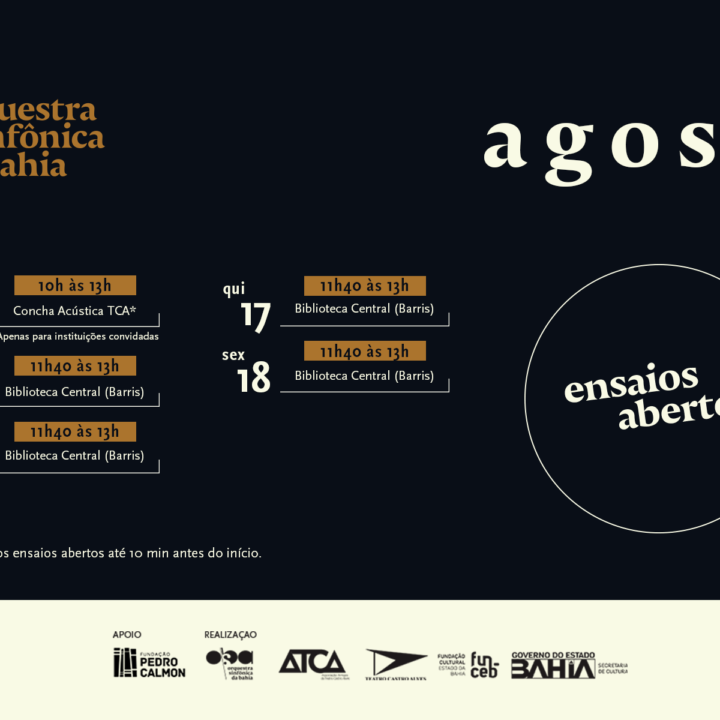 uestra
nfônica
ahia
agos
10h às 13h
Concha Acústica TCA*
Apenas para instituições convidadas
11h40 às 13h
Biblioteca Central (Barris)
11h40 às 13h
Biblioteca Central (Barris)
qui
17
11h40 às 13h
Biblioteca Central (Barris)
sex
18
11h40 às 13h
Biblioteca Central (Barris)
ensaios
aberto
os ensaios abertos até 10 min antes do início.
APOIO
FUNDAÇÃO
PEDRO
CALMON
REALIZAÇÃO
orquestra
sinfônica
da bahia
ATCA
TEATRO CASTRO ALVES
FUNDAÇÃO
CULTURAL
ESTADO DA
BAHIA
fun
ceb
GOVERNO DO ESTADO
BAHIA
SECRETARIA
DE CULTURA